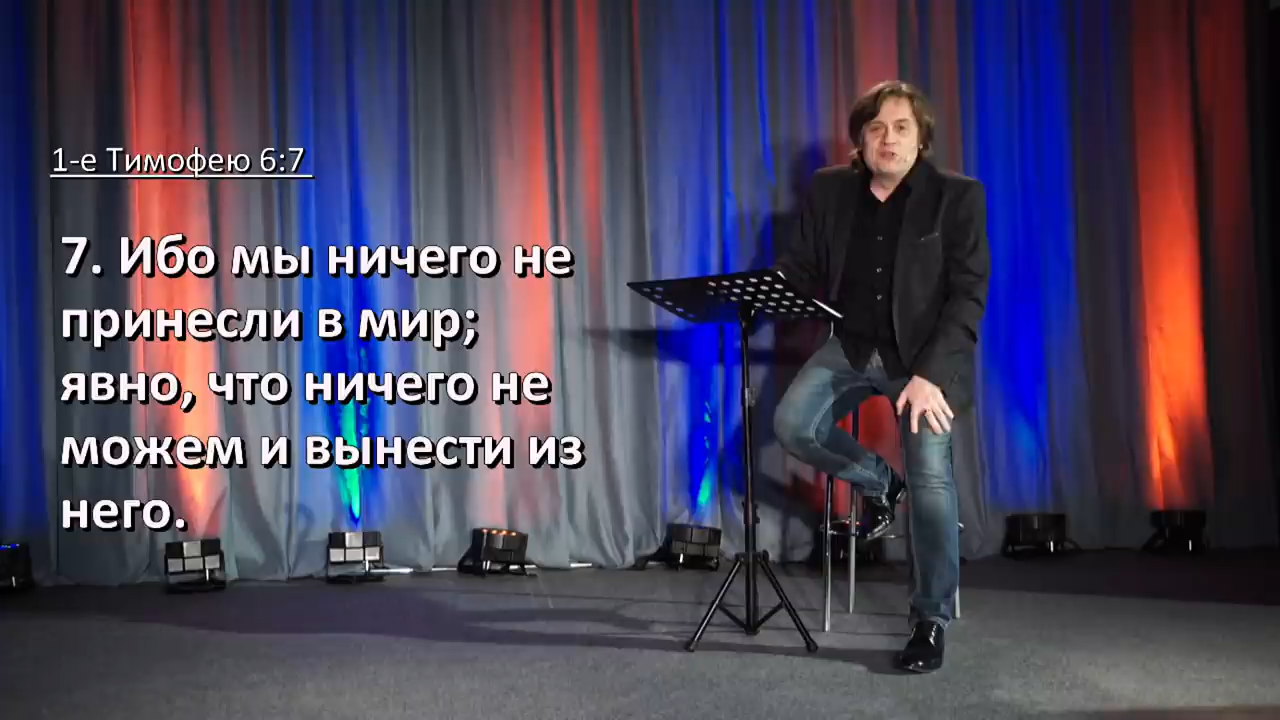 1-е Тимофею 6:7
7. Ибо мы ничего не
принесли в мир;
явно, что ничего не
можем и вынести из
него.